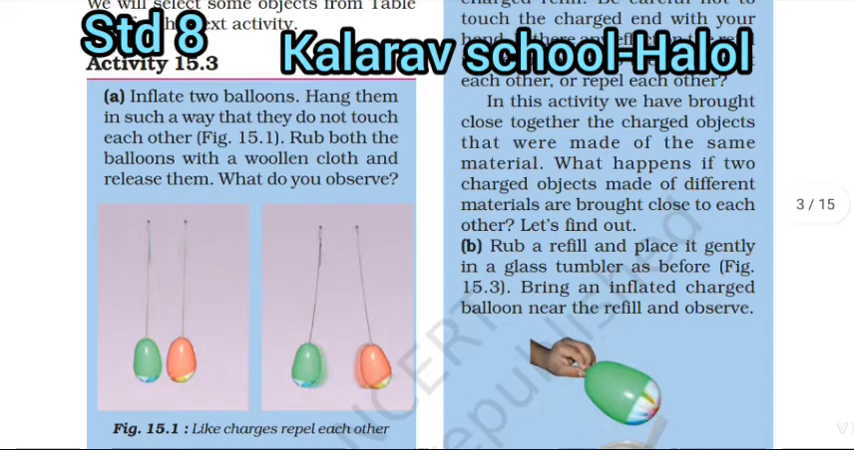 We will select some objects from Table
ext activity.
Std 8
Kalarav school-Halol
Activity 15.3
(a) Inflate two balloons. Hang them
in such a way that they do not touch
each other (Fig. 15.1). Rub both the
balloons with a woollen cloth and
release them. What do you observe?
Fig. 15.1 : Like charges repel each other
touch the charged end with your
each other, or repel each other?
In this activity we have brought
close together the charged objects
that were made of the same
material. What happens if two
charged objects made of different
materials are brought close to each
other? Let's find out.
(b) Rub a refill and place it gently
in a glass tumbler as before (Fig.
15.3). Bring an inflated charged
balloon near the refill and observe.
3 / 15
NCERT
republished